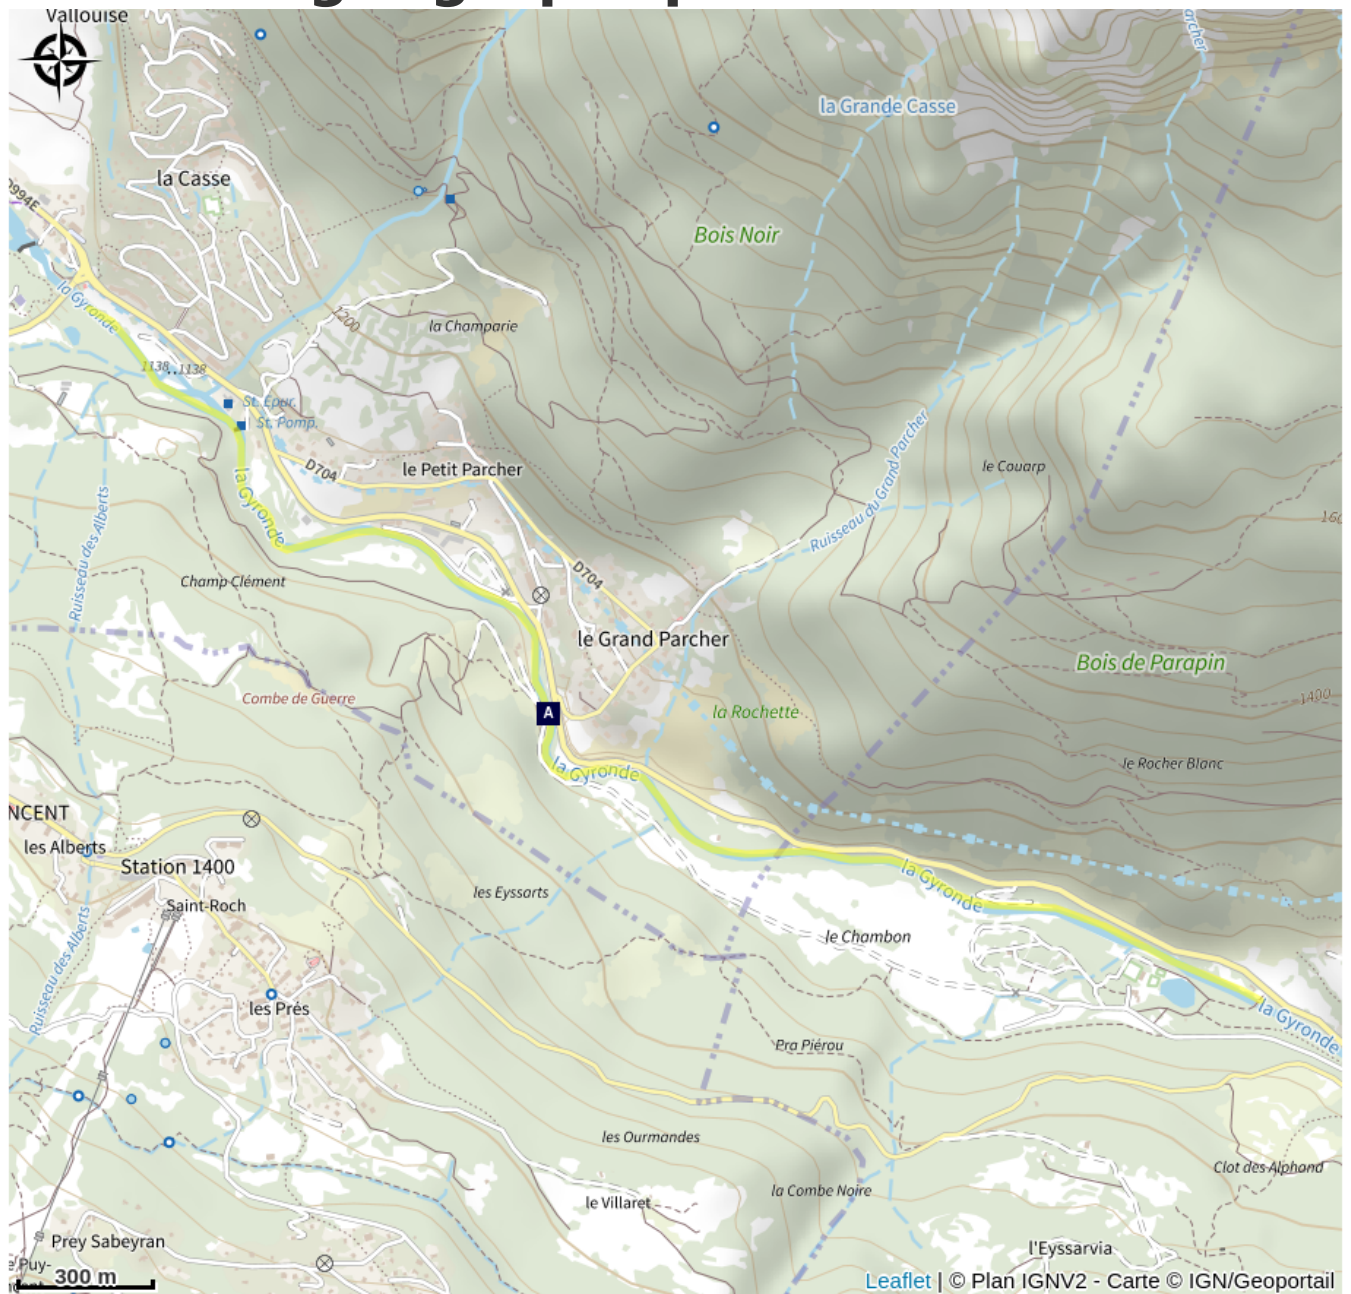 Vallouise
archer
la Grande Casse
la Casse
D994E
Bois Noir
la Gyronde
1200
la Champarie
1138
1138
St. Epur.
St. Pomp.
D704
le Petit Parcher
le Couarp
Ruisseau du Grand Parcher
la Gyronde
Ruisseau des Alberts
Champ Clément
D704
le Grand Parcher
Bois de Parapin
Combe de Guerre
A
la Rochette
1400
le Rocher Blanc
la Gyronde
NCENT
les Alberts
Station 1400
Saint-Roch
les Eyssarts
la Gyronde
le Chambon
Ruisseau des Alberts
les Prés
la Gyronde
Pra Piérou
les Ourmandes
Clot des Alphand
la Combe Noire
le Villaret
Prey Sabeyran
l'Eyssarvia
Puy-
300 m
Leaflet | © Plan IGNV2 - Carte © IGN/Geoportail